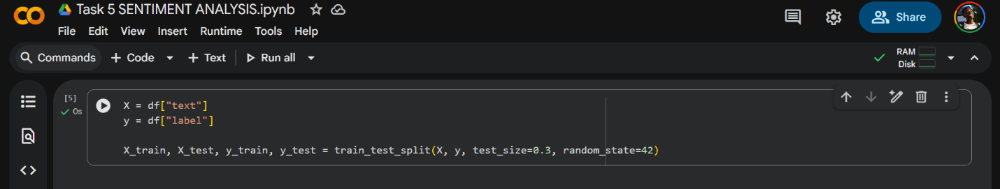 Task 5 SENTIMENT ANALYSIS.ipynb
File Edit View Insert Runtime Tools Help
Share
Commands + Code + Text Run all
RAM
Disk
[5]
0s
X = df["text"]
y = df["label"]
X_train, X_test, y_train, y_test = train_test_split(X, y, test_size=0.3, random_state=42)